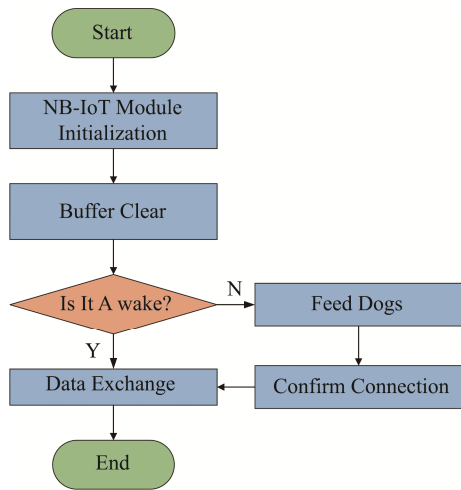 Start
NB-IoT Module
Initialization
Buffer Clear
Is It A wake?
N
Feed Dogs
Y
Data Exchange
Confirm Connection
End